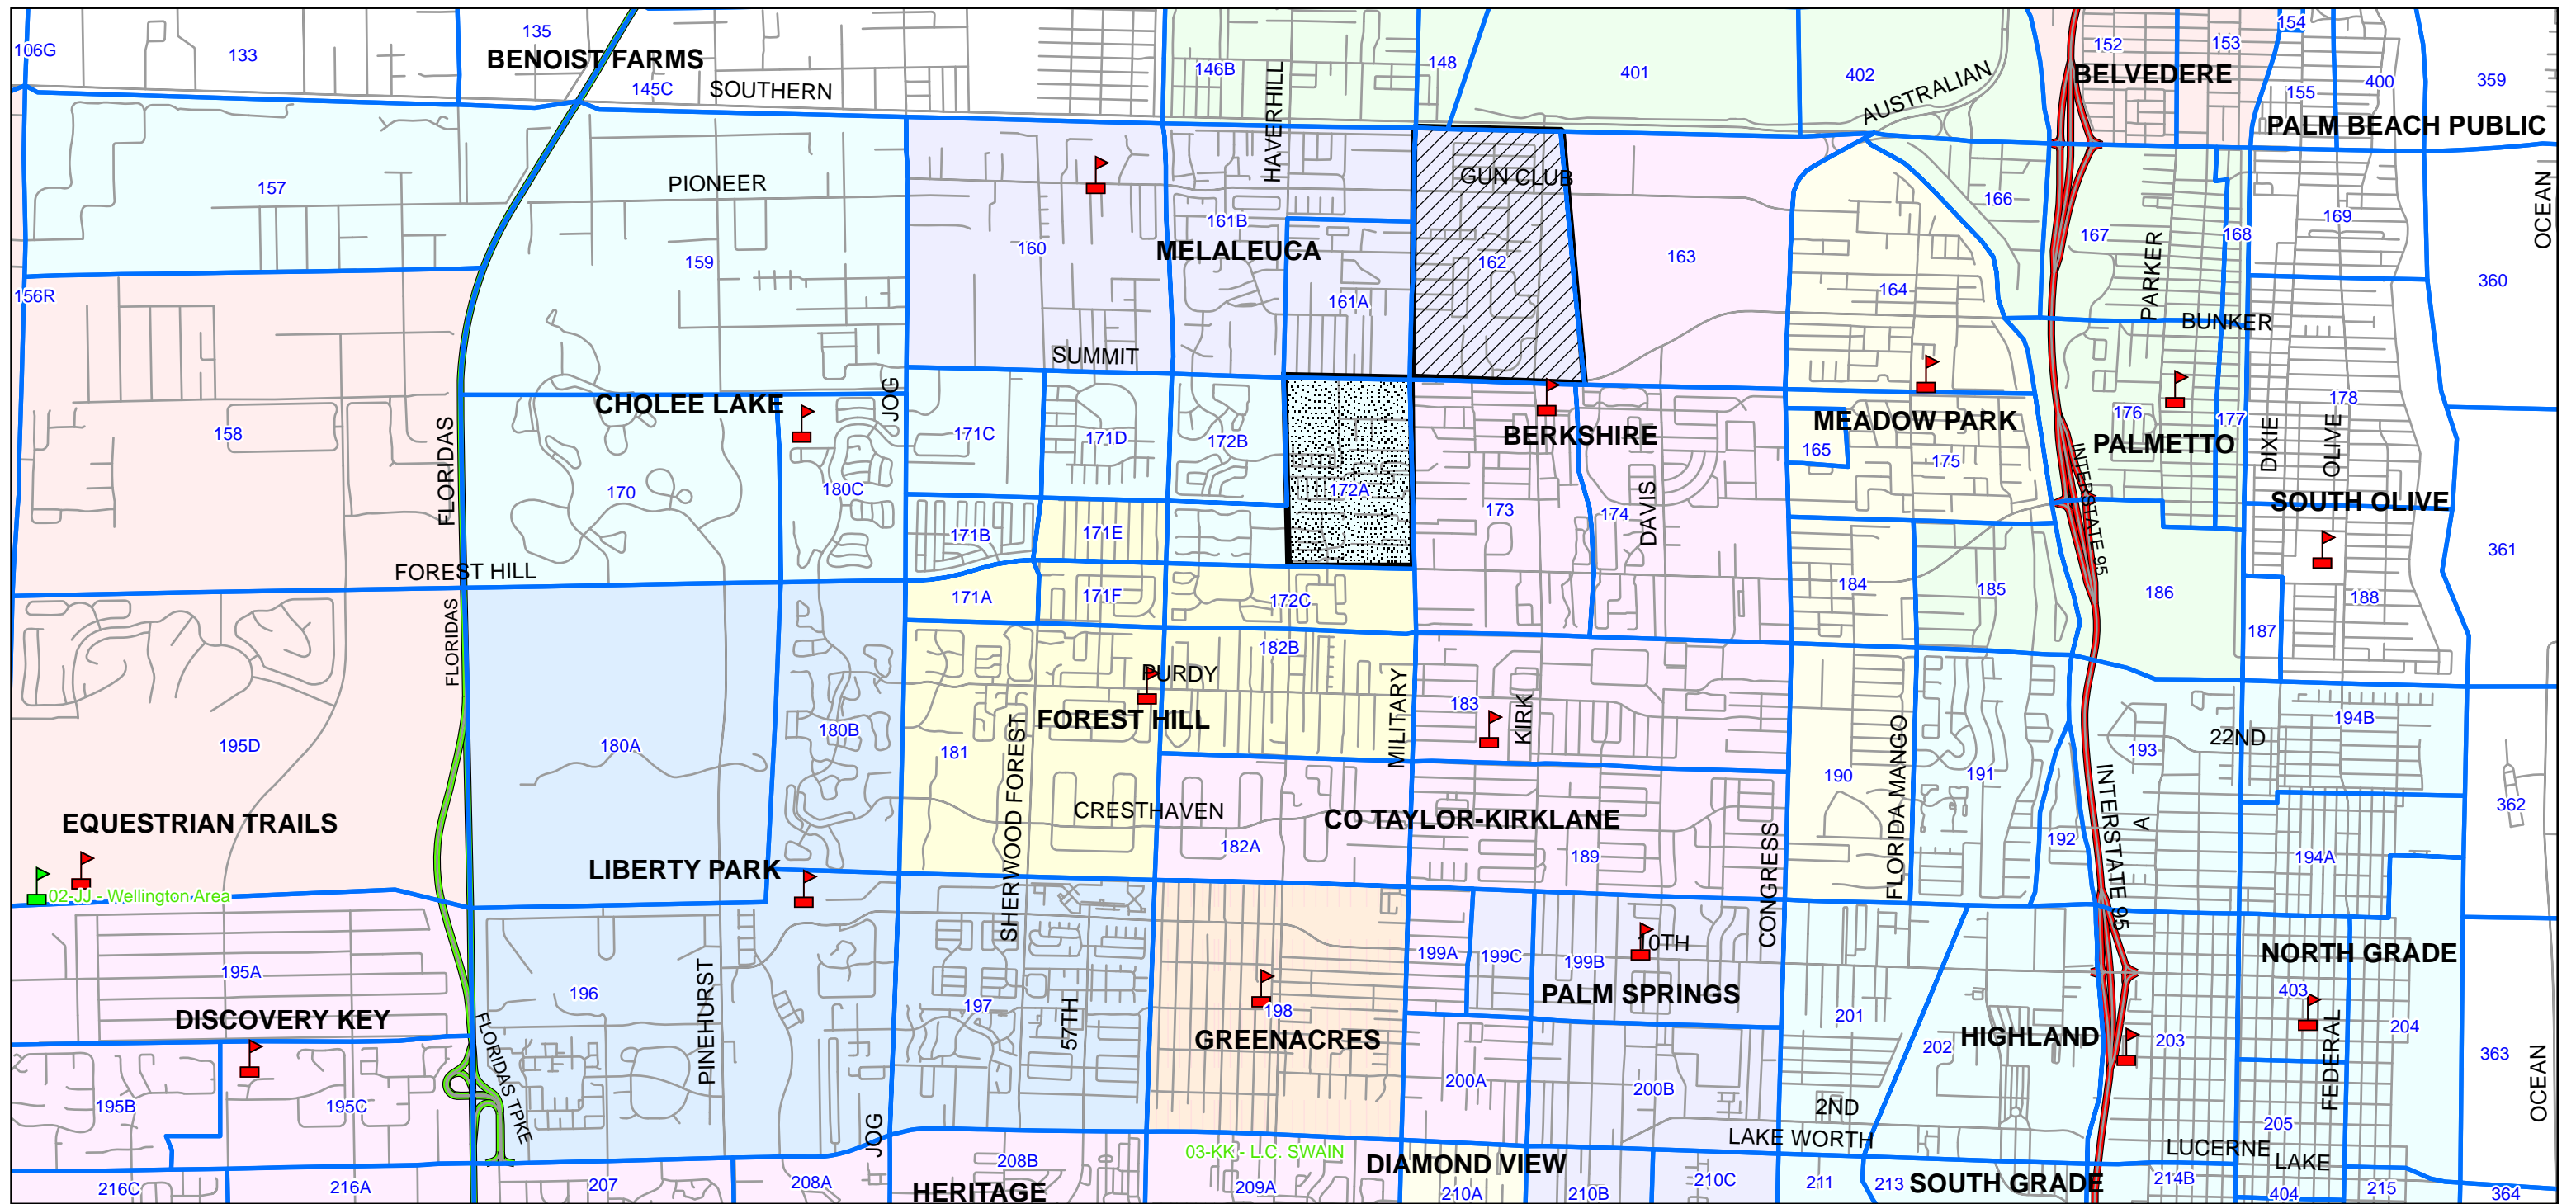 106G
133
135
BENOIST FARMS
145C
SOUTHERN
146B
HAVERHILL
148
401
402
AUSTRALIAN
152
153
154
BELVEDERE
155
400
359
PALM BEACH PUBLIC
157
PIONEER
159
160
161B
MELALEUCA
161A
GUN CLUB
162
163
164
166
167
PARKER
168
169
OCEAN
360
156R
158
FLORIDAS
CHOLEE LAKE
JOG
SUMMIT
171C
171D
172B
172A
BERKSHIRE
MEADOW PARK
165
175
BUNKER
176
177
PALMETTO
DIXIE
OLIVE
178
SOUTH OLIVE
170
180C
171B
171E
173
174
DAVIS
INTERSTATE 95
361
FOREST HILL
FLORIDAS
171A
171F
172C
184
185
186
187
188
182B
PURDY
FOREST HILL
MILITARY
183
KIRK
195D
180A
180B
181
SHERWOOD FOREST
CRESTHAVEN
182A
CO TAYLOR-KIRKLANE
189
CONGRESS
190
FLORIDA MANGO
191
192
193
22ND
194B
INTERSTATE 95
A
194A
362
EQUESTRIAN TRAILS
02-JJ - Wellington Area
LIBERTY PARK
195A
DISCOVERY KEY
196
PINEHURST
197
57TH
198
GREENACRES
199A
199C
199B
10TH
PALM SPRINGS
201
202
HIGHLAND
203
NORTH GRADE
403
FEDERAL
204
363
OCEAN
195B
195C
FLORIDAS TPKE
JOG
200A
200B
2ND
LAKE WORTH
205
LUCERNE
LAKE
216C
216A
207
208A
208B
HERITAGE
03-KK - L.C. SWAIN
209A
DIAMOND VIEW
210A
210B
210C
211
213
SOUTH GRADE
214B
404
215
364